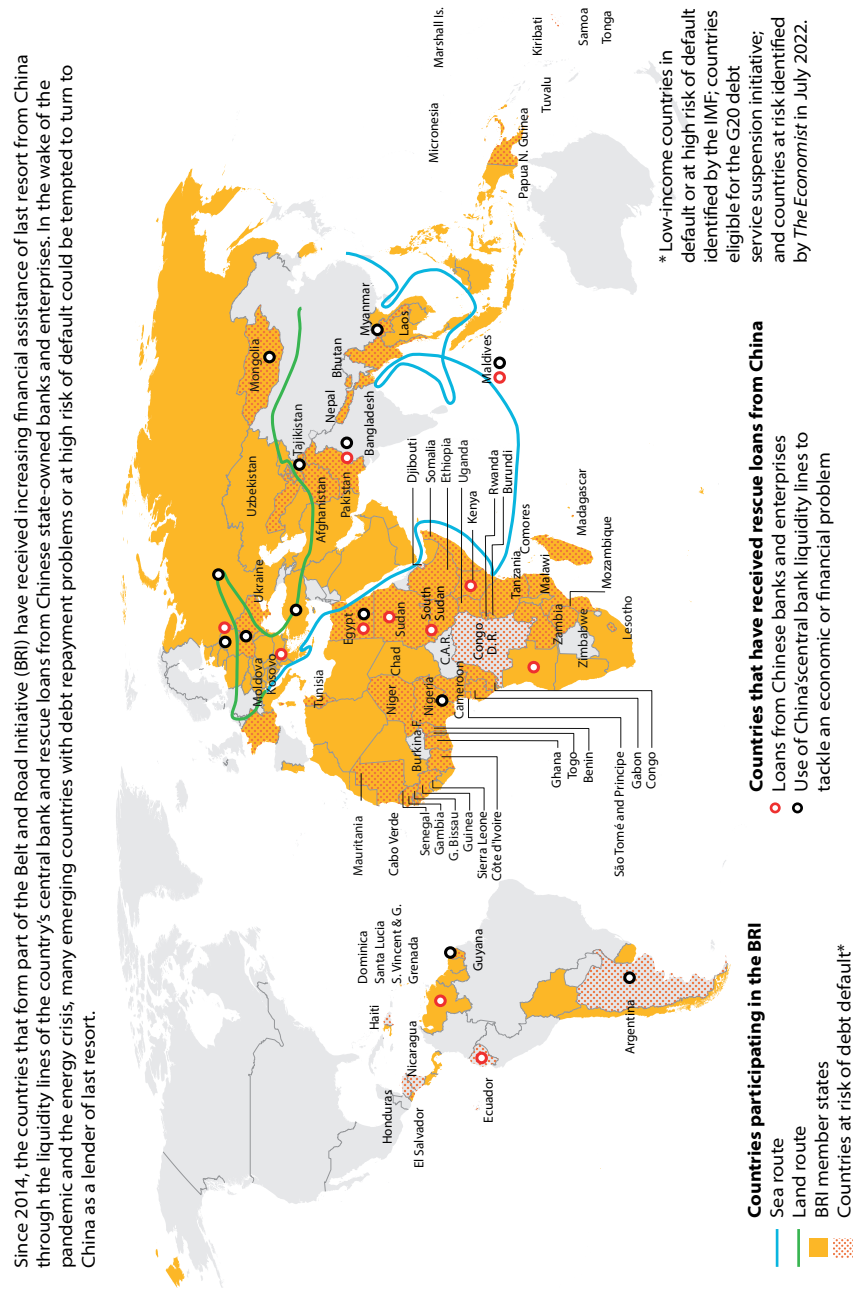 Since 2014, the countries that form part of the Belt and Road Initiative (BRI) have received increasing financial assistance of last resort from China
through the liquidity lines of the country's central bank and rescue loans from Chinese state-owned banks and enterprises. In the wake of the
pandemic and the energy crisis, many emerging countries with debt repayment problems or at high risk of default could be tempted to turn to
China as a lender of last resort.
Honduras
El Salvador
Nicaragua
Haiti
Dominica
Santa Lucia
S. Vincent & G.
Grenada
Guyana
Ecuador
Argentina
Mauritania
Cabo Verde
Senegal
Gambia
G. Bissau
Guinea
Sierra Leone
Côte d'Ivoire
Burkina F.
Ghana
Togo
Benin
São Tomé and Principe
Gabon
Congo
Tunisia
Niger
Nigeria
Cameroon
Chad
C.A.R.
Congo
D.R.
Egypt
Sudan
South
Sudan
Moldova
Kosovo
Ukraine
Djibouti
Somalia
Ethiopia
Uganda
Kenya
Rwanda
Burundi
Tanzania
Comores
Malawi
Zambia
Zimbabwe
Mozambique
Madagascar
Lesotho
Uzbekistan
Tajikistan
Afghanistan
Pakistan
Mongolia
Nepal
Bhutan
Bangladesh
Myanmar
Laos
Maldives
Micronesia
Marshall Is.
Papua N. Guinea
Tuvalu
Kiribati
Samoa
Tonga
Countries participating in the BRI
Sea route
Land route
BRI member states
Countries at risk of debt default*
Countries that have received rescue loans from China
Loans from Chinese banks and enterprises
Use of China'scentral bank liquidity lines to
tackle an economic or financial problem
* Low-income countries in
default or at high risk of default
identified by the IMF; countries
eligible for the G20 debt
service suspension initiative;
and countries at risk identified
by The Economist in July 2022.